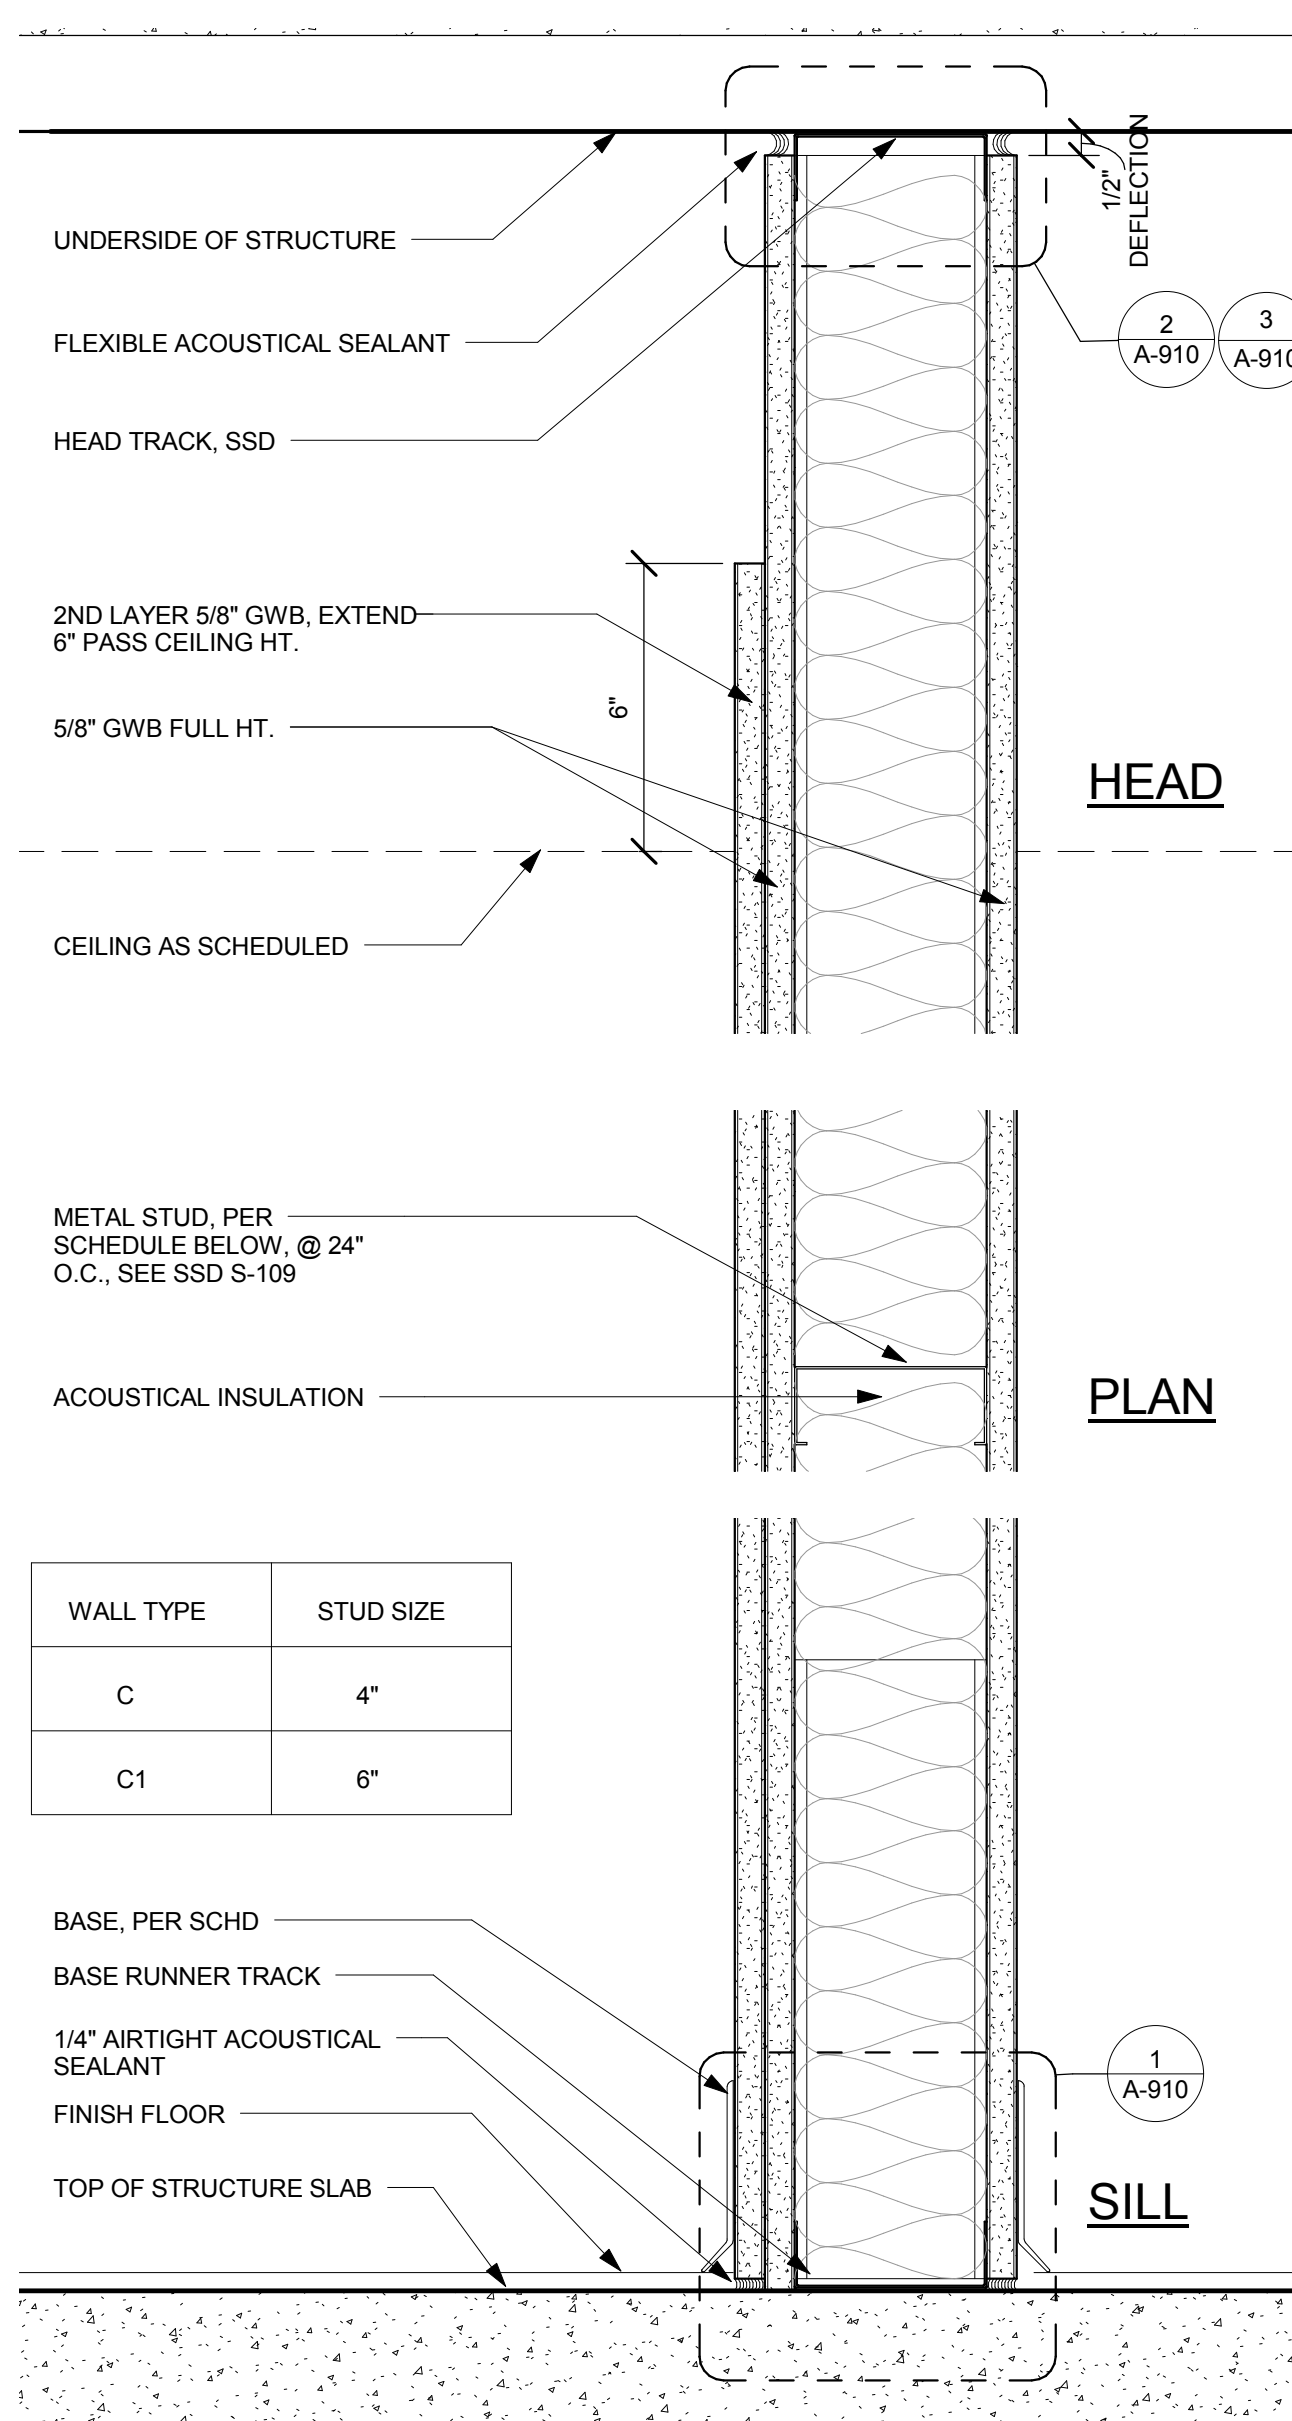 UNDERSIDE OF STRUCTURE
1/2"
DEFLECTION
2
A-910
3
A-910
FLEXIBLE ACOUSTICAL SEALANT
HEAD TRACK, SSD
2ND LAYER 5/8" GWB, EXTEND
6" PASS CEILING HT.
6"
5/8" GWB FULL HT.
HEAD
CEILING AS SCHEDULED
METAL STUD, PER
SCHEDULE BELOW, @ 24"
O.C., SEE SSD S-109
ACOUSTICAL INSULATION
PLAN
WALL TYPE
STUD SIZE
C
4"
C1
6"
BASE, PER SCHD
BASE RUNNER TRACK
1/4" AIRTIGHT ACOUSTICAL
SEALANT
1
A-910
FINISH FLOOR
TOP OF STRUCTURE SLAB
SILL